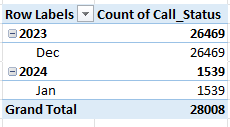 Row Labels Count of Call_Status
2023 26469
Dec 26469
2024 1539
Jan 1539
Grand Total 28008